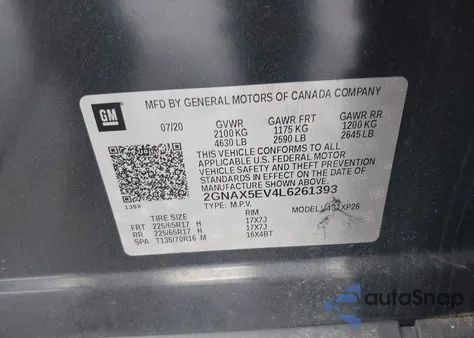 MFD BY GENERAL MOTORS OF CANADA COMPANY
GM
07/20 GVWR GAWR FRT GAWR RR
2100 KG 1175 KG 1200 KG
4630 LB 2590 LB 2645 LB
THIS VEHICLE CONFORMS TO ALL
APPLICABLE U.S. FEDERAL MOTOR
VEHICLE SAFETY AND THEFT
PREVENTION STANDARDS IN EFFECT ON
THE DATE OF MANUFACTURE SHOWN ABOVE.
2GNAX5EV4L6261393
139X TYPE: M.P.V. MODEL:
TIRE SIZE RIM
FRT 225/65R17 H 17X7J
RR 225/65R17 H 17X7J
SPA T135/70R16 M 16X4BT
autoSnap